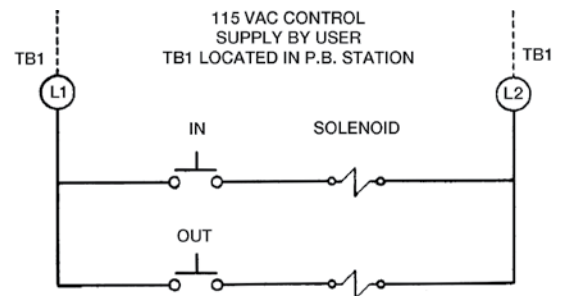 115 VAC CONTROL
SUPPLY BY USER
TB1 LOCATED IN P.B. STATION
TB1
TB1
L1
L2
IN
SOLENOID
OUT